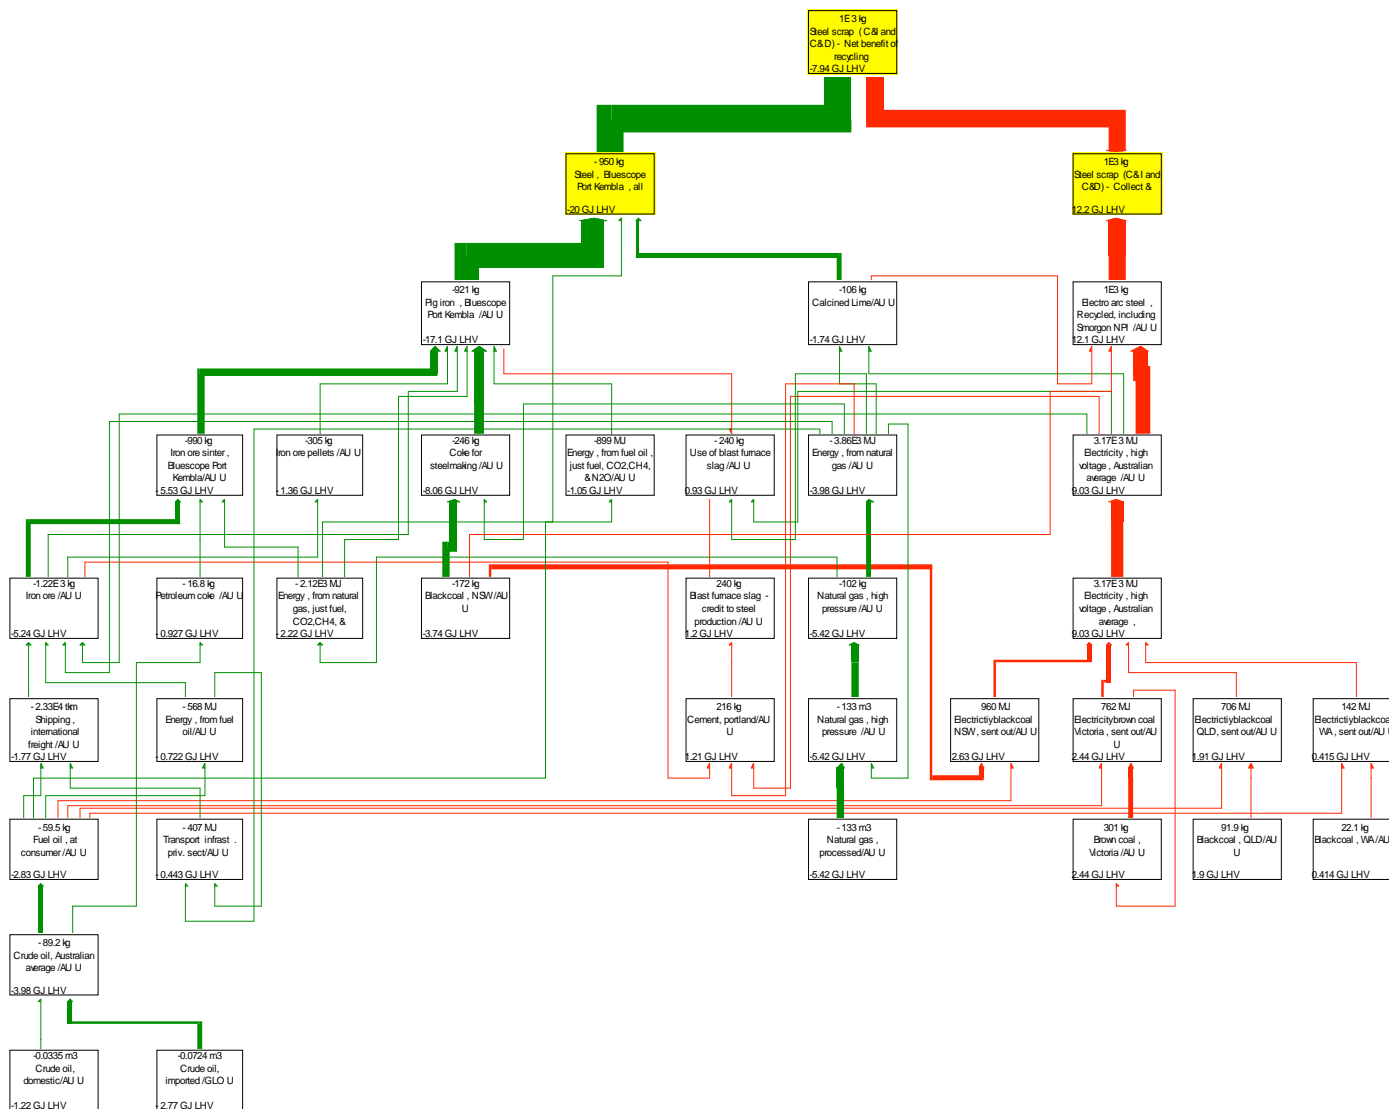 1E3 kg
Steel scrap (C&I and
C&D) - Net benefit of
recycling
-7.94 GJ LHV
-950 kg
Steel, Bluescope
Port Kembla, all
-20 GJ LHV
1E3 kg
Steel scrap (C&I and
C&D) - Collect &
12.2 GJ LHV
-921 kg
Pig iron, Bluescope
Port Kembla /AU U
-17.1 GJ LHV
-106 kg
Calcined Lime/AU U
-1.74 GJ LHV
1E3 kg
Electro arc steel,
Recycled, including
Smorgon NPI /AU U
12.1 GJ LHV
-990 kg
Iron ore sinter,
Bluescope Port
Kembla/AU U
-5.53 GJ LHV
-305 kg
Iron ore pellets /AU U
-1.36 GJ LHV
-246 kg
Coke for
steelmaking /AU U
-8.06 GJ LHV
-899 MJ
Energy, from fuel oil,
just fuel, CO2,CH4,
&N2O/AU U
-1.05 GJ LHV
-240 kg
Use of blast furnace
slag /AU U
0.93 GJ LHV
-3.86E3 MJ
Energy, from natural
gas /AU U
-3.98 GJ LHV
3.17E3 MJ
Electricity, high
voltage, Australian
average /AU U
9.03 GJ LHV
-1.22E3 kg
Iron ore /AU U
-5.24 GJ LHV
-16.8 kg
Petroleum coke /AU U
-0.927 GJ LHV
-2.12E3 MJ
Energy, from natural
gas, just fuel,
CO2,CH4, &
-2.22 GJ LHV
-172 kg
Blackcoal, NSW/AU
U
-3.74 GJ LHV
240 kg
Blast furnace slag -
credit to steel
production /AU U
1.2 GJ LHV
-102 kg
Natural gas, high
pressure /AU U
-5.42 GJ LHV
3.17E3 MJ
Electricity, high
voltage, Australian
average,
9.03 GJ LHV
-2.33E4 tkm
Shipping,
international
freight /AU U
-1.77 GJ LHV
-568 MJ
Energy, from fuel
oil/AU U
-0.722 GJ LHV
216 kg
Cement, portland/AU
U
1.21 GJ LHV
-133 m3
Natural gas, high
pressure /AU U
-5.42 GJ LHV
960 MJ
Electrictiyblackcoal
NSW, sent out/AU U
2.63 GJ LHV
762 MJ
Electricitybrown coal
Victoria, sent out/AU
U
2.44 GJ LHV
706 MJ
Electrictiyblackcoal
QLD, sent out/AU U
1.91 GJ LHV
142 MJ
Electrictiyblackcoa
WA, sent out/AU U
0.415 GJ LHV
-59.5 kg
Fuel oil, at
consumer /AU U
-2.83 GJ LHV
-407 MJ
Transport infrast.
priv. sect/AU U
-0.443 GJ LHV
-133 m3
Natural gas,
processed/AU U
-5.42 GJ LHV
301 kg
Brown coal,
Victoria /AU U
2.44 GJ LHV
91.9 kg
Blackcoal, QLD/AU
U
1.9 GJ LHV
22.1 kg
Blackcoal, WA/AU
0.414 GJ LHV
-89.2 kg
Crude oil, Australian
average /AU U
-3.98 GJ LHV
-0.0335 m3
Crude oil,
domestic/AU U
-1.22 GJ LHV
-0.0724 m3
Crude oil,
imported /GLO U
-2.77 GJ LHV